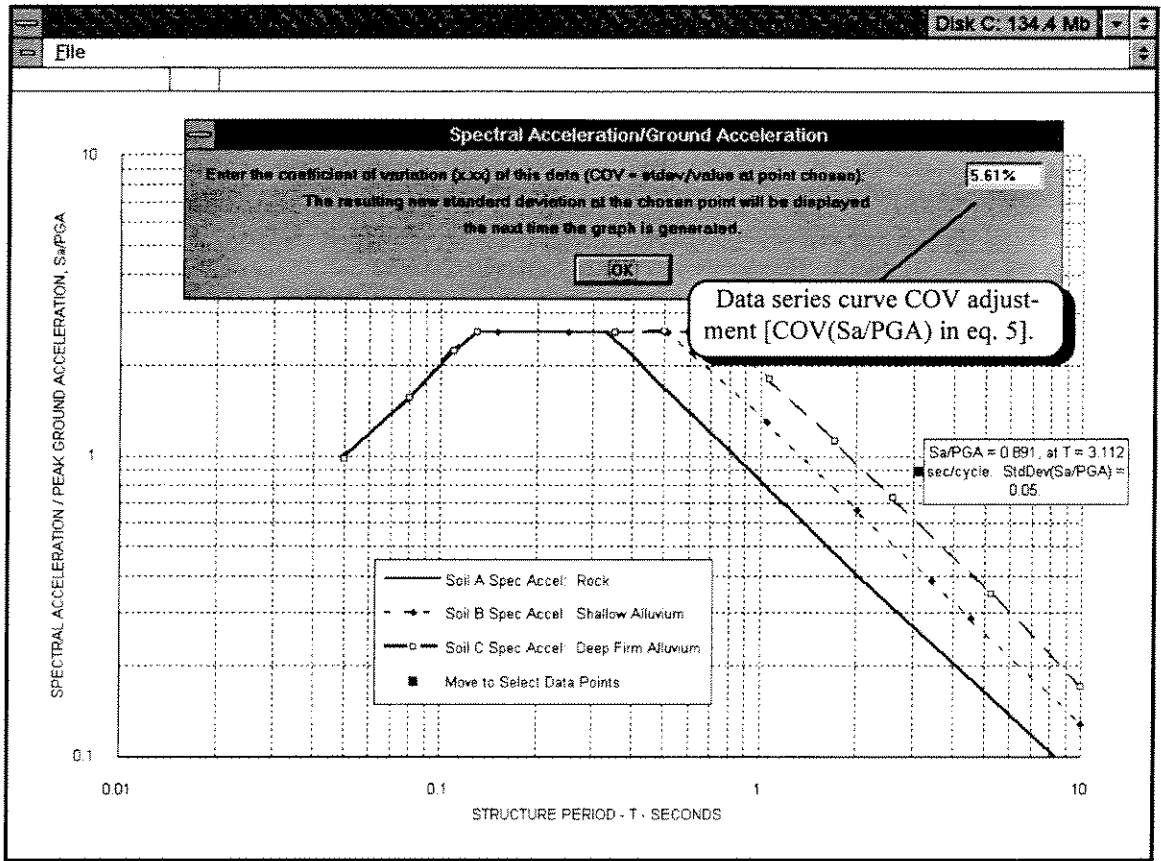 Disk C: 134.4 Mb
File
Spectral Acceleration/Ground Acceleration
Enter the coefficient of variation (x.xx) of this data (COV = stdev/value at point chosen).
5.61%
The resulting new standard deviation at the chosen point will be displayed
the next time the graph is generated.
OK
Data series curve COV adjust-
ment [COV(Sa/PGA) in eq. 5].
SPECTRAL ACCELERATION / PEAK GROUND ACCELERATION, Sa/PGA
10
1
0.1
Sa/PGA = 0.891, at T = 3.112
sec/cycle. StdDev(Sa/PGA) =
0.05.
Soil A Spec Accel: Rock
Soil B Spec Accel: Shallow Alluvium
Soil C Spec Accel: Deep Firm Alluvium
Move to Select Data Points
0.01
0.1
1
10
STRUCTURE PERIOD - T - SECONDS